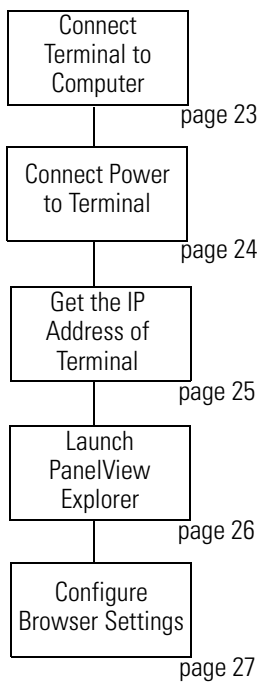 Connect
Terminal to
Computer
page 23
Connect Power
to Terminal
page 24
Get the IP
Address of
Terminal
page 25
Launch
PanelView
Explorer
page 26
Configure
Browser Settings
page 27